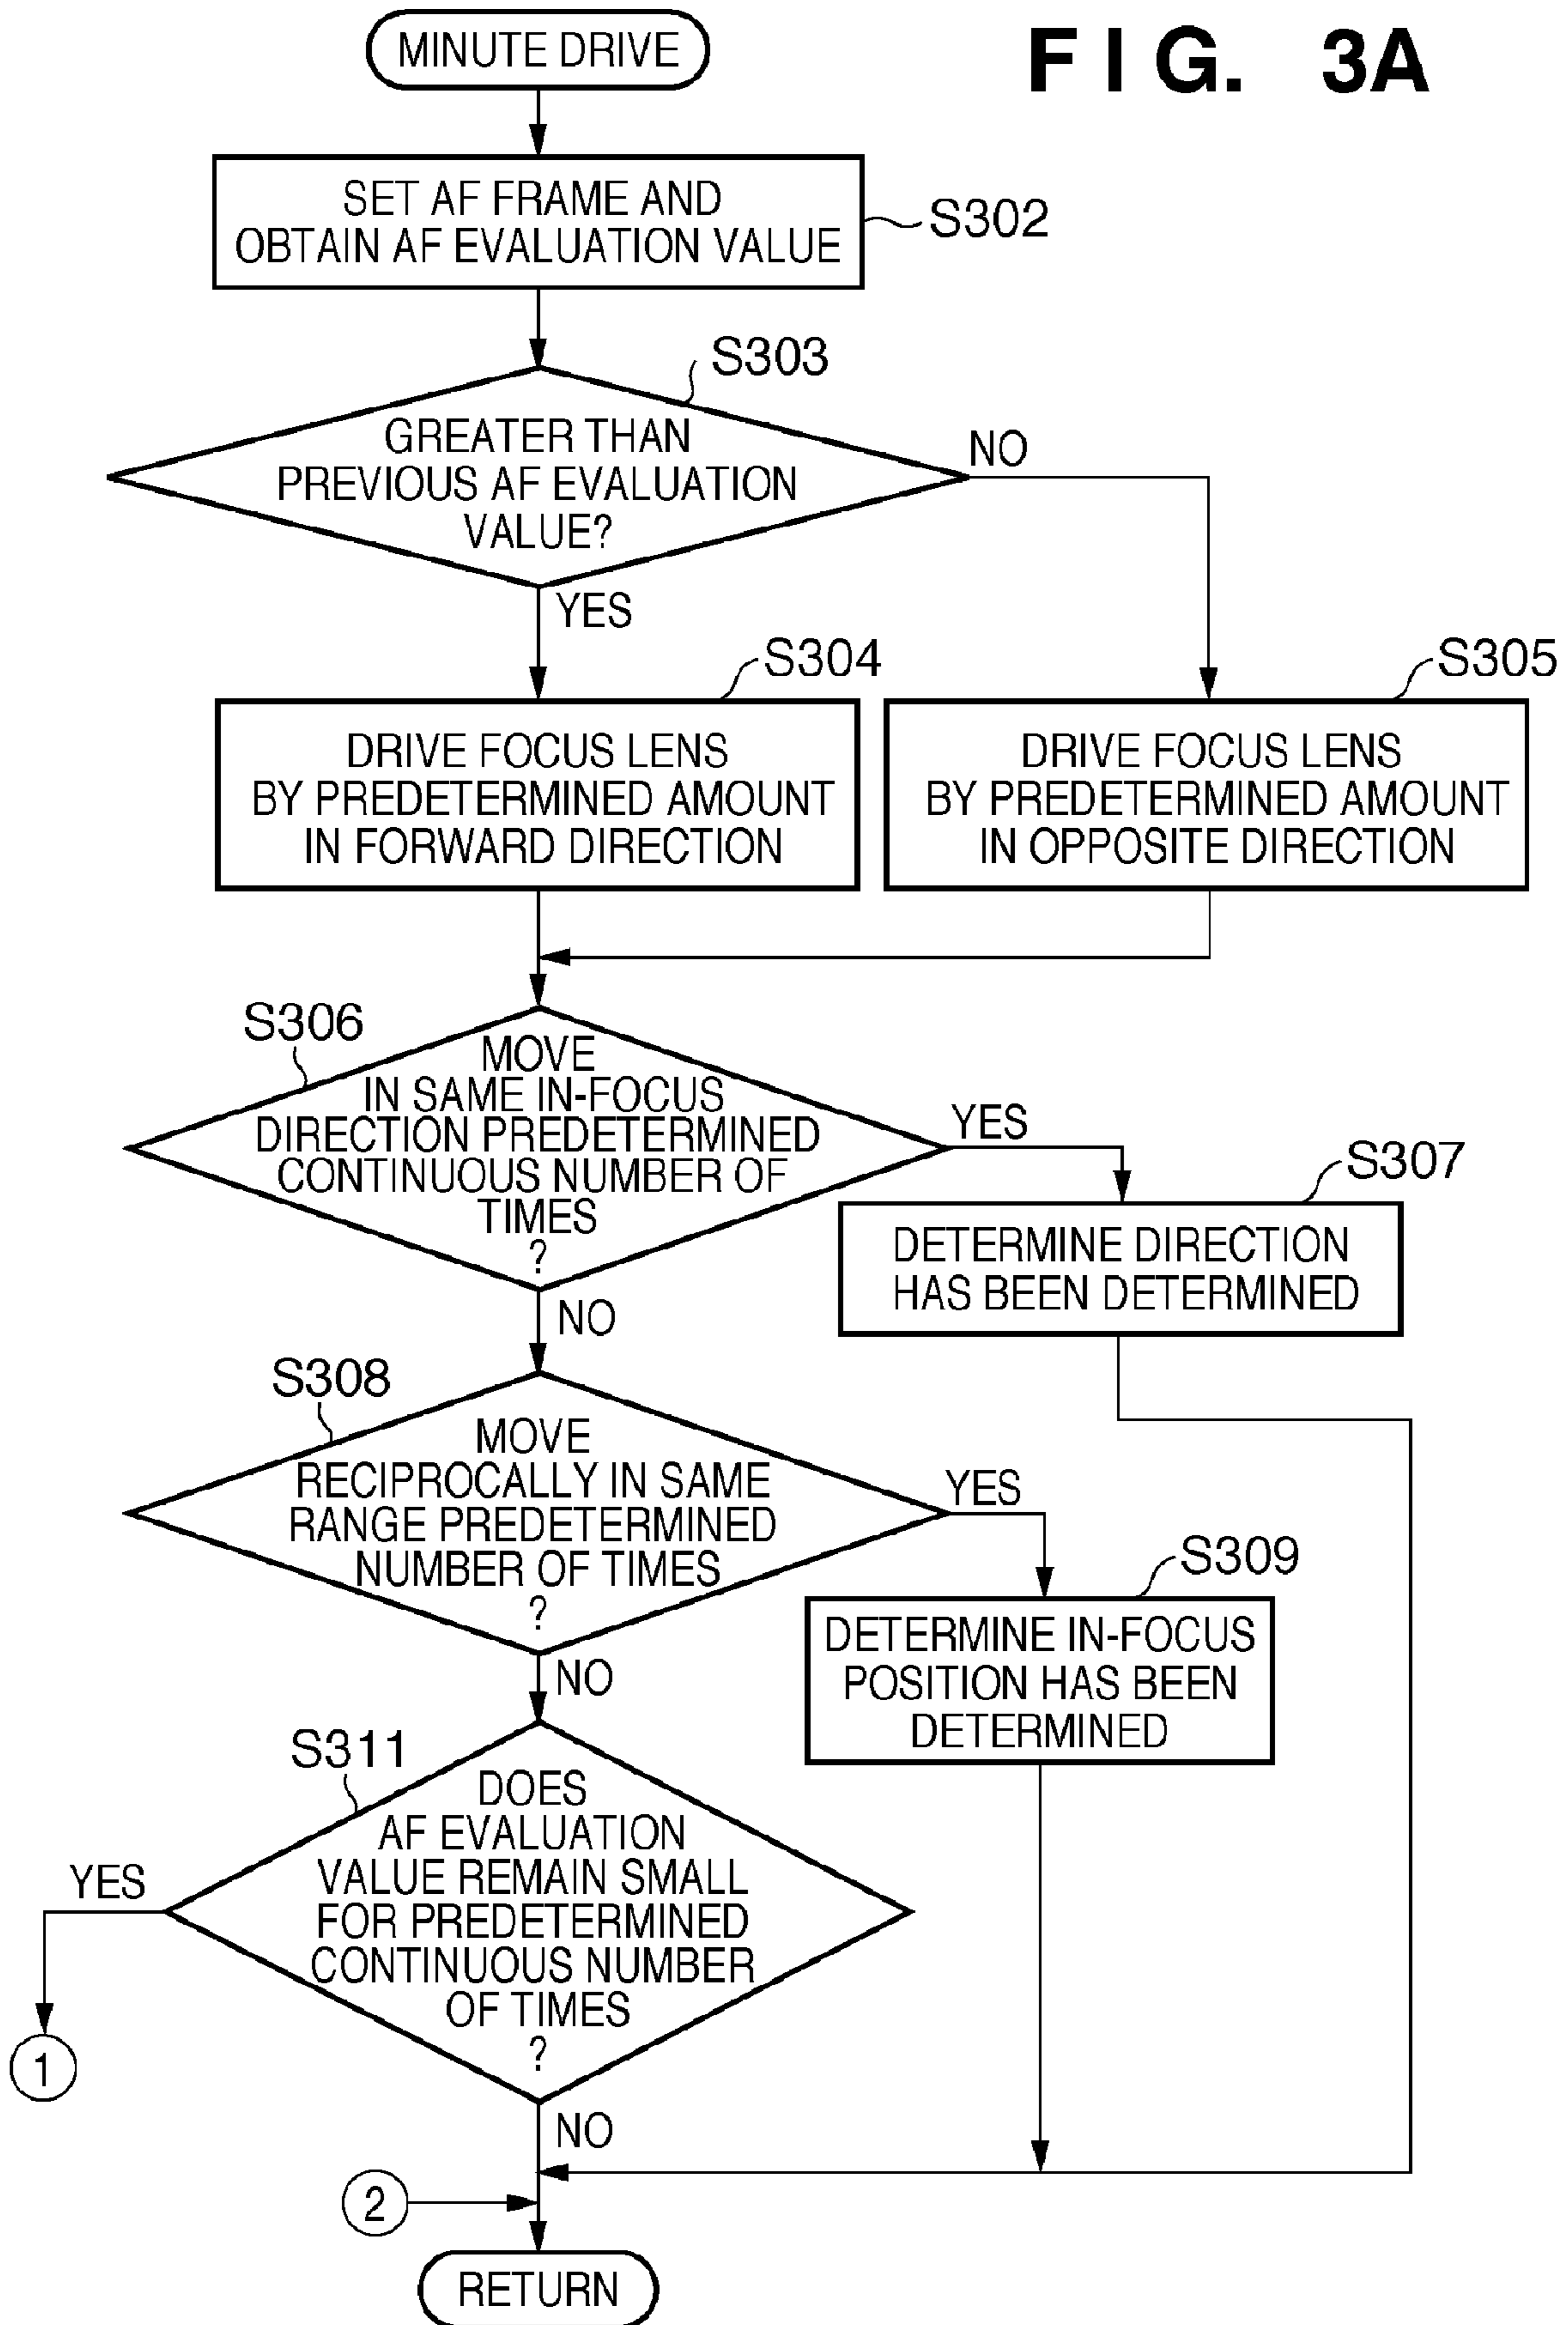 MINUTE DRIVE
FIG. 3A
SET AF FRAME AND
OBTAIN AF EVALUATION VALUE
S302
S303
GREATER THAN
PREVIOUS AF EVALUATION
VALUE?
NO
YES
S304
S305
DRIVE FOCUS LENS
BY PREDETERMINED AMOUNT
IN FORWARD DIRECTION
DRIVE FOCUS LENS
BY PREDETERMINED AMOUNT
IN OPPOSITE DIRECTION
S306
MOVE
IN SAME IN-FOCUS
DIRECTION PREDETERMINED
CONTINUOUS NUMBER OF
TIMES
?
YES
S307
DETERMINE DIRECTION
HAS BEEN DETERMINED
NO
S308
MOVE
RECIPROCALLY IN SAME
RANGE PREDETERMINED
NUMBER OF TIMES
?
YES
S309
DETERMINE IN-FOCUS
POSITION HAS BEEN
DETERMINED
NO
S311
DOES
AF EVALUATION
VALUE REMAIN SMALL
FOR PREDETERMINED
CONTINUOUS NUMBER
OF TIMES
?
YES
1
NO
2
RETURN